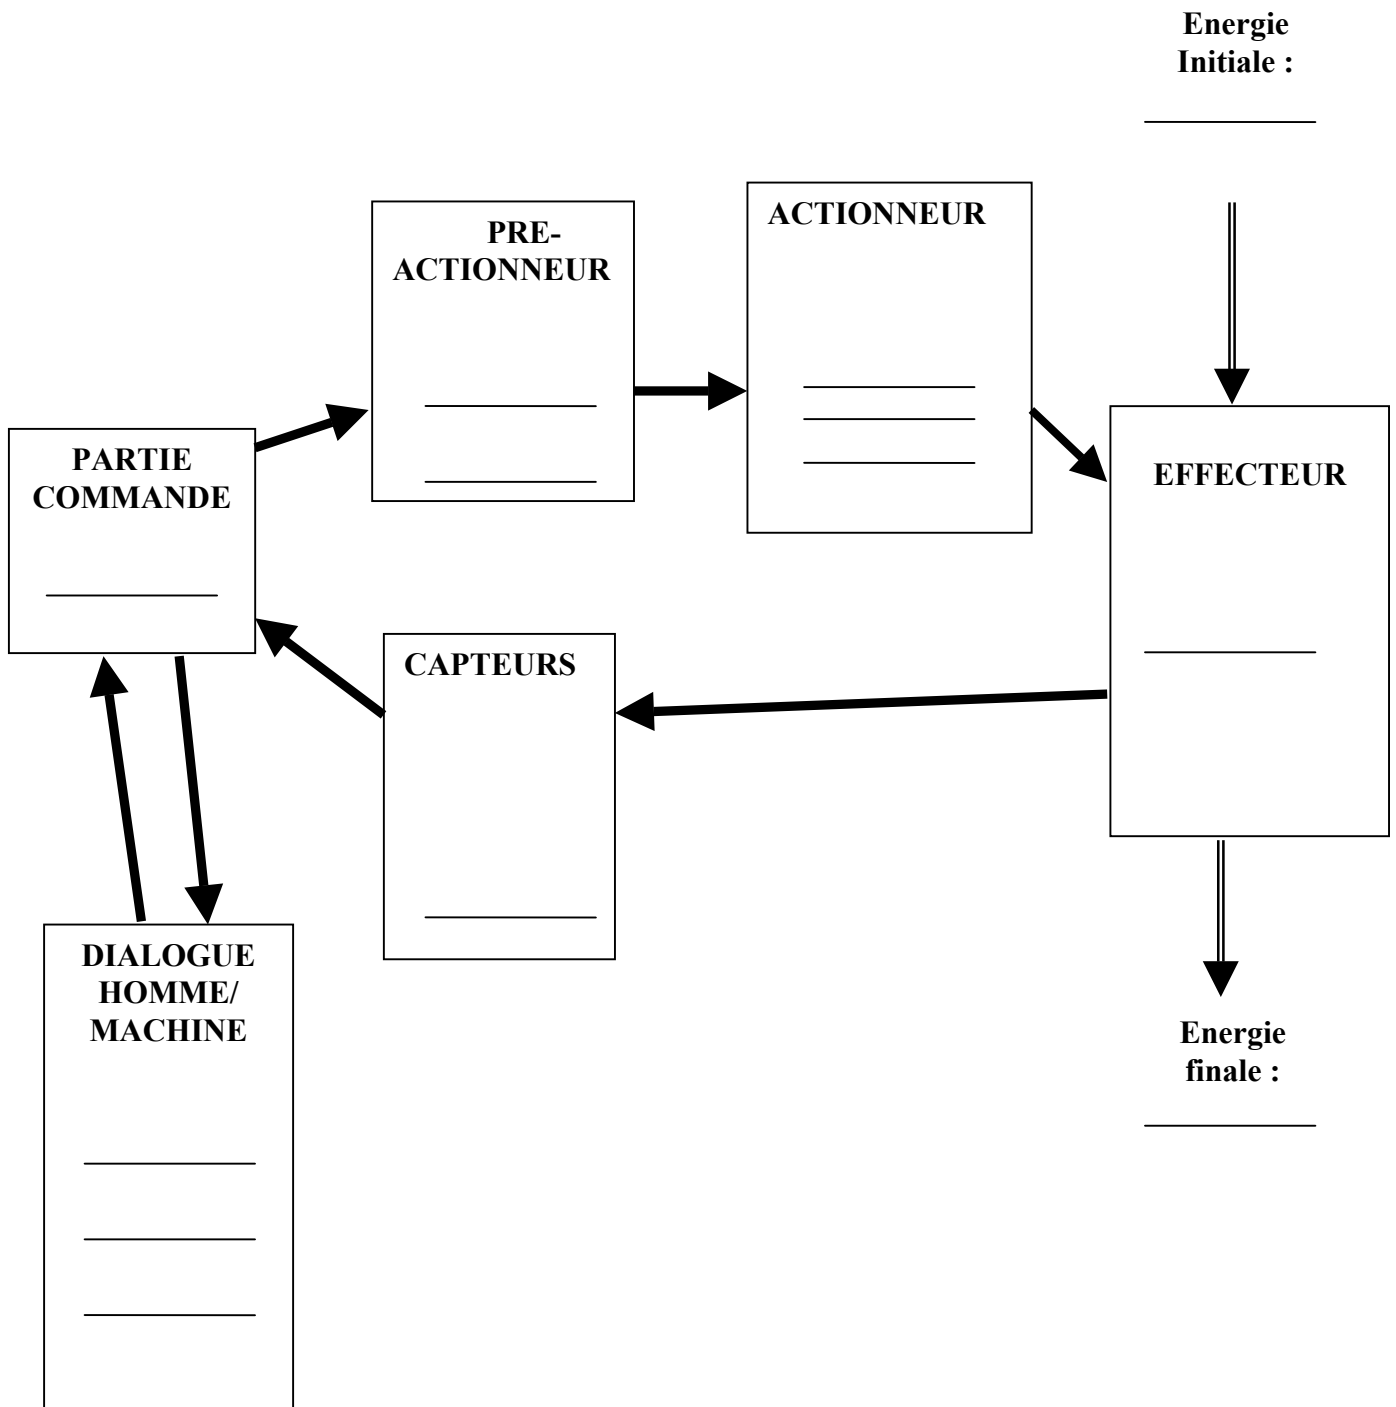 Energie
Initiale :
PRE-
ACTIONNEUR
ACTIONNEUR
PARTIE
COMMANDE
EFFECTEUR
CAPTEURS
DIALOGUE
HOMME/
MACHINE
Energie
finale :